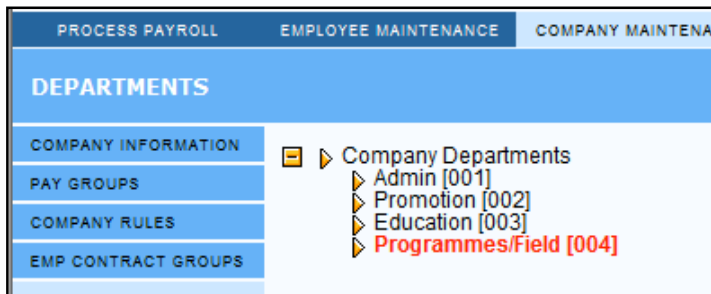 PROCESS PAYROLL EMPLOYEE MAINTENANCE COMPANY
DEPARTMENTS
COMPANY INFORMATION
PAY GROUPS
COMPANY RULES
EMP CONTRACT GROUPS
Company Departments
Admin [001]
Promotion [002]
Education [003]
Programmes/Field [004]